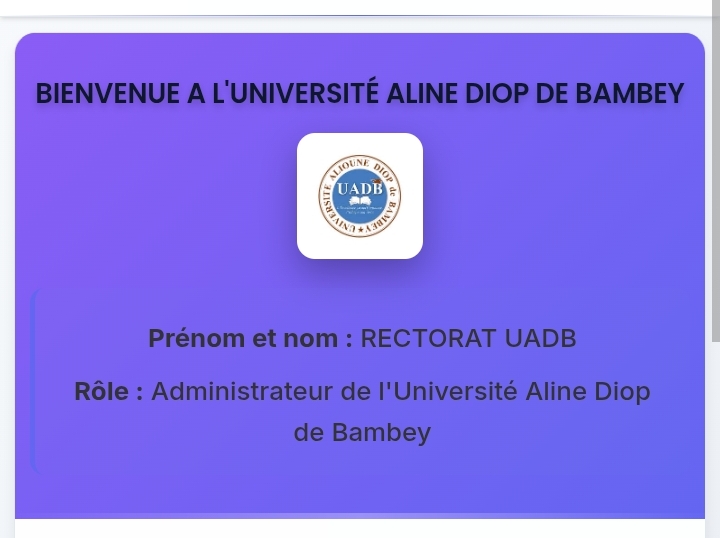 BIENVENUE A L'UNIVERSITÉ ALINE DIOP DE BAMBEY
UNIVERSITE ALIOUNE DIOP de BAMBEY
UADB
Prénom et nom : RECTORAT UADB
Rôle : Administrateur de l'Université Aline Diop
de Bambey